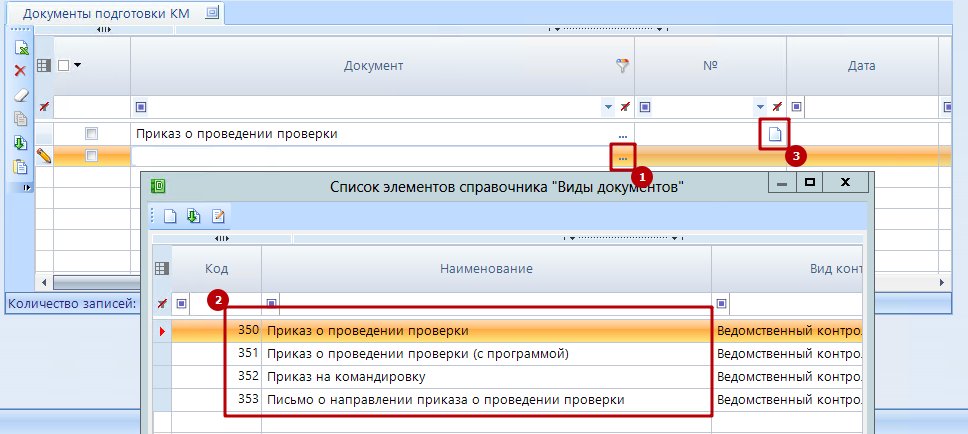 Документы подготовки КМ
Документ
№
Дата
Приказ о проведении проверки
...
3
...
1
Список элементов справочника "Виды документов"
Код
Наименование
Вид конт
Количество записей:
2
350 Приказ о проведении проверки Ведомственный контро.
351 Приказ о проведении проверки (с программой) Ведомственный контро.
352 Приказ на командировку Ведомственный контро.
353 Письмо о направлении приказа о проведении проверки Ведомственный контро.